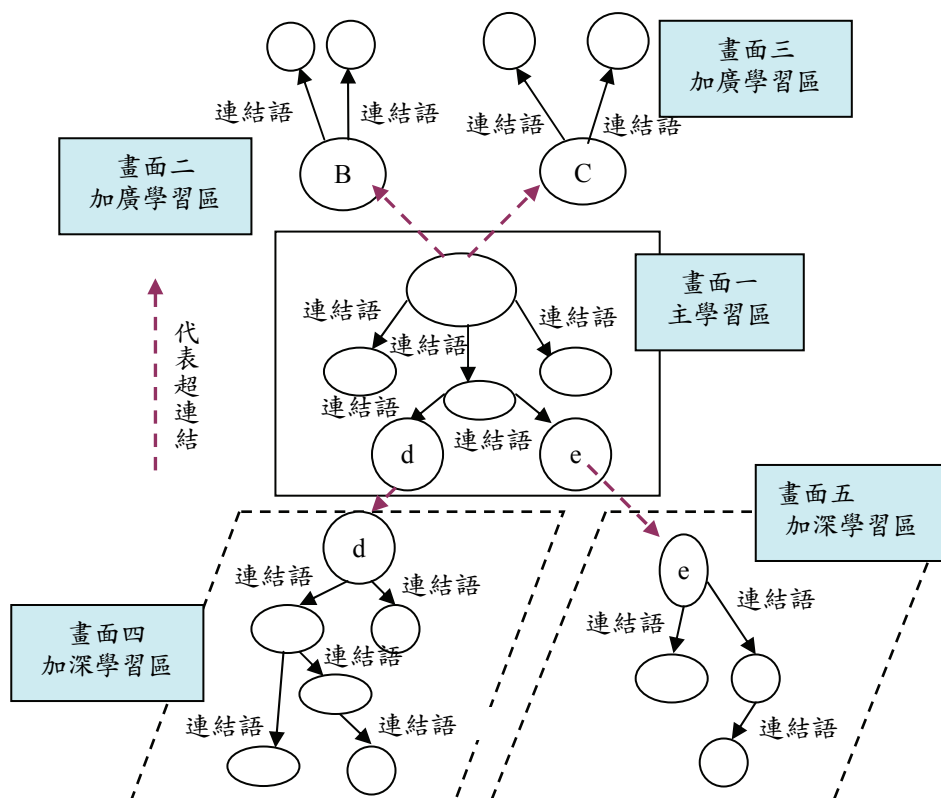 畫面三
加廣學習區
連結語
連結語
連結語
連結語
畫面二
加廣學習區
B
C
畫面一
主學習區
連結語
連結語
連結語
代表超連結
連結語
連結語
d
e
畫面五
加深學習區
d
e
連結語
連結語
連結語
連結語
畫面四
加深學習區
連結語
連結語
連結語
連結語